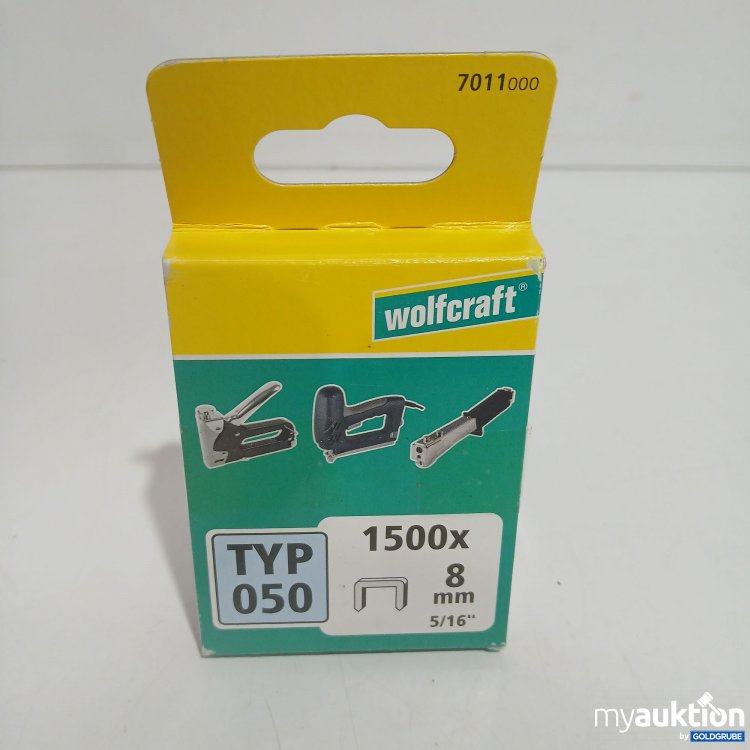 7011000
wolfcraft®
TYP
050
1500x
8
mm
5/16"
myauktion
by GOLDGRUBE